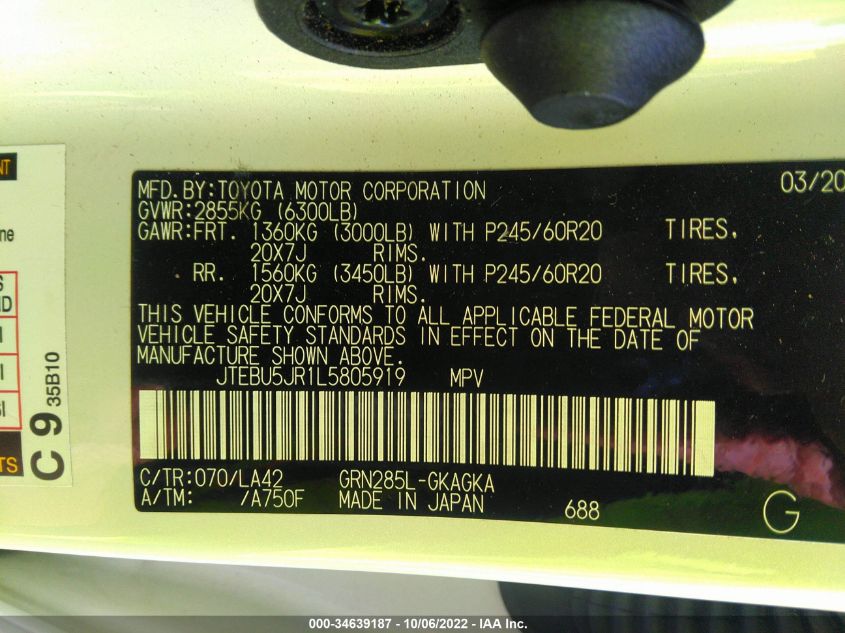 MFD.BY:TOYOTA MOTOR CORPORATION 03/20
GVWR:2855KG (6300LB)
GAWR:FRT. 1360KG (3000LB) WITH P245/60R20 TIRES,
20X7J RIMS.
RR. 1560KG (3450LB) WITH P245/60R20 TIRES,
20X7J RIMS.
THIS VEHICLE CONFORMS TO ALL APPLICABLE FEDERAL MOTOR
VEHICLE SAFETY STANDARDS IN EFFECT ON THE DATE OF
MANUFACTURE SHOWN ABOVE.
JTEBU5JR1L5805919 MPV
C/TR:070/LA42 GRN285L-GKAGKA
A/TM: /A750F MADE IN JAPAN 688 G
C9 35B10
000-34639187 - 10/06/2022 - IAA Inc.